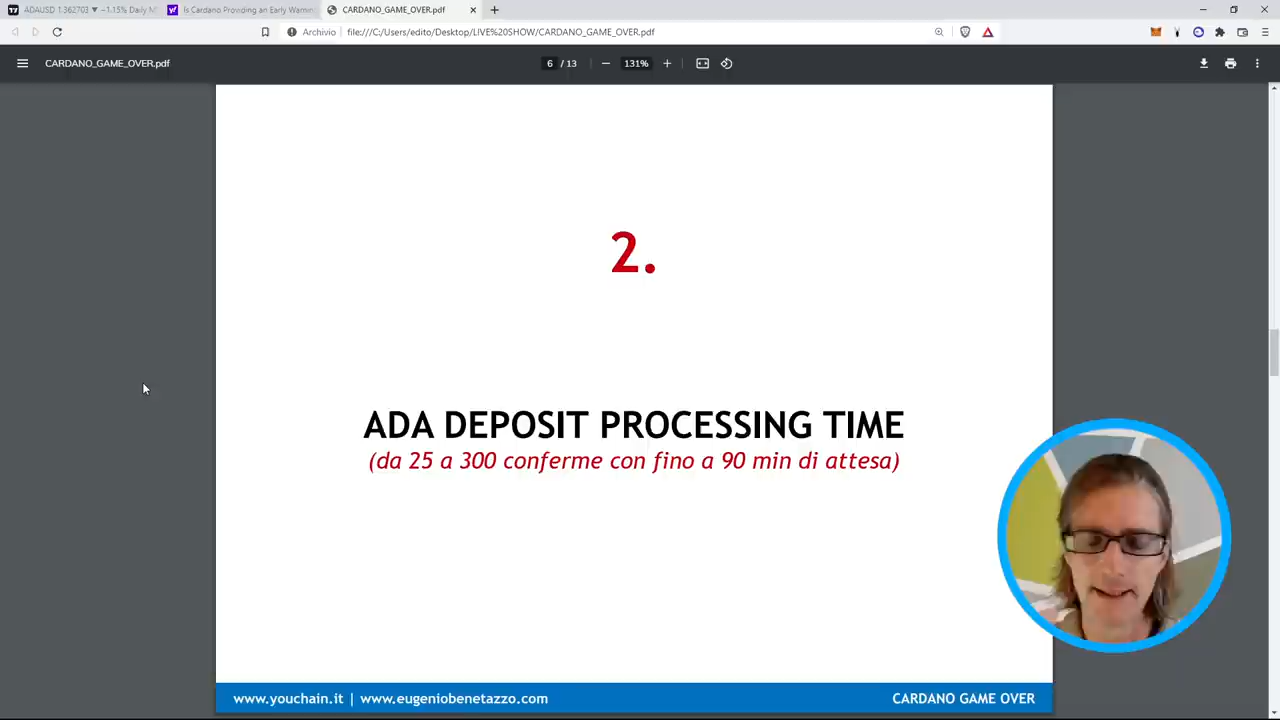 ADAUSD 1.362703 ▼ −1.15% Daily
Is Cardano Providing an Early Warnin
CARDANO_GAME_OVER.pdf
Archivio
file:///C:/Users/edito/Desktop/LIVE%20SHOW/CARDANO_GAME_OVER.pdf
CARDANO_GAME_OVER.pdf
6 / 13
131%
2.
ADA DEPOSIT PROCESSING TIME
(da 25 a 300 conferme con fino a 90 min di attesa)
www.youchain.it | www.eugeniobenetazzo.com
CARDANO GAME OVER